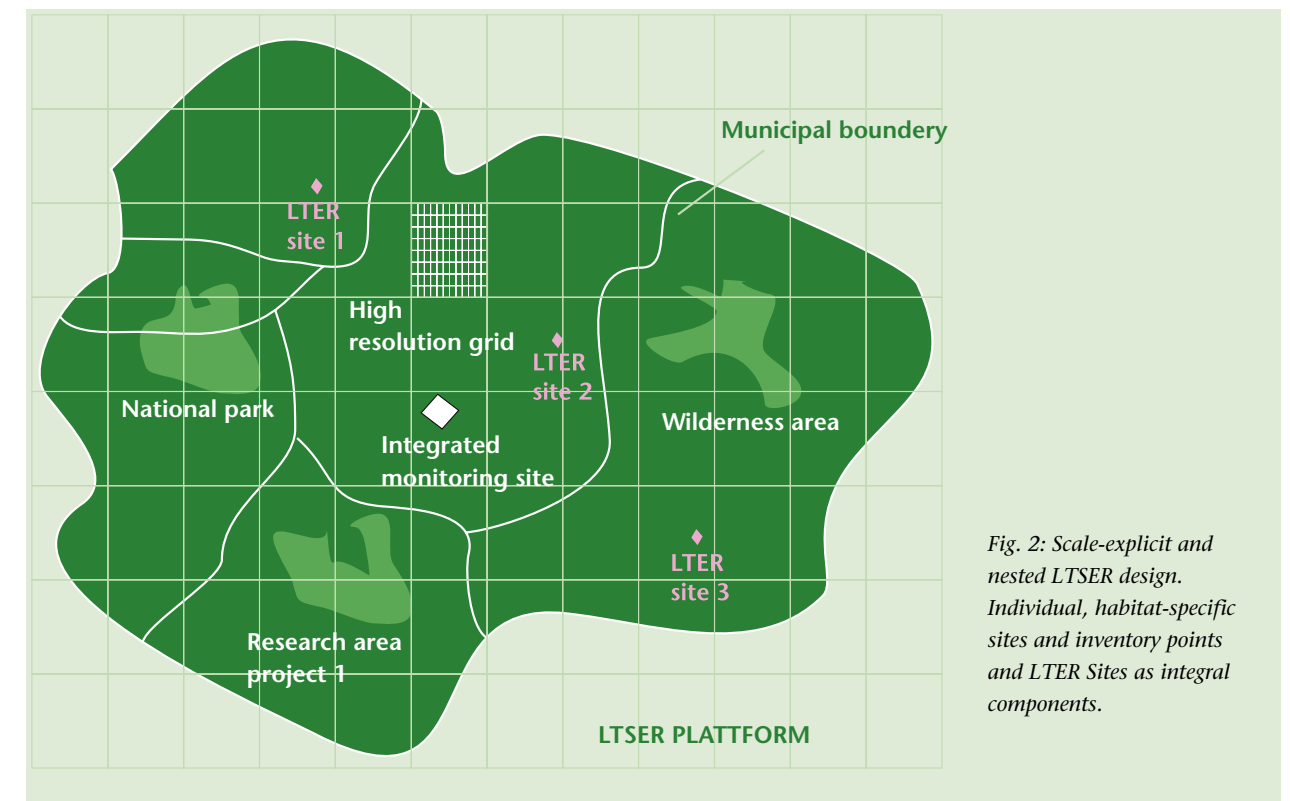 Municipal boundery
LTER
site 1
High
resolution grid
LTER
site 2
National park
Wilderness area
Integrated
monitoring site
LTER
site 3
Research area
project 1
LTSER PLATTFORM
Fig. 2: Scale-explicit and
nested LTSER design.
Individual, habitat-specific
sites and inventory points
and LTER Sites as integral
components.